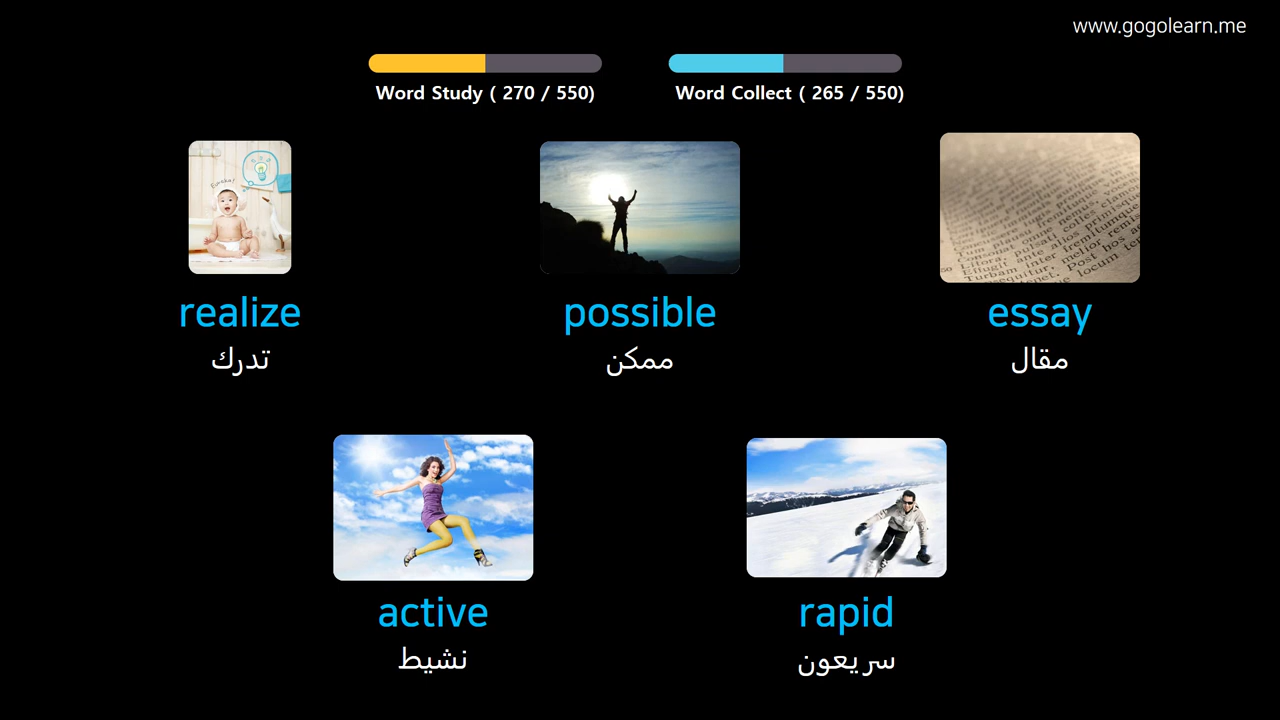 www.gogolearn.me
Word Study ( 270 / 550)
Word Collect ( 265 / 550)
Eureka!
realize
تدرك
possible
ممكن
essay
مقال
active
نشيط
rapid
سريعون